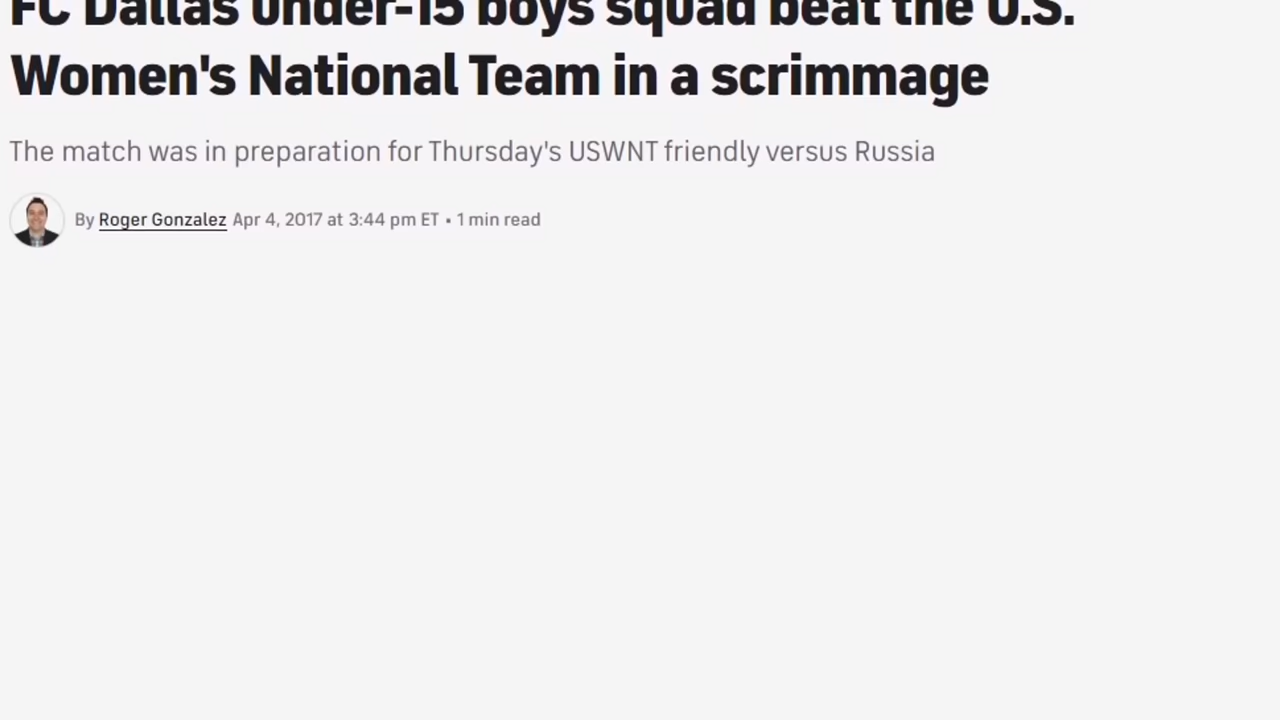 FC Dallas under-15 boys squad beat the U.S.
Women's National Team in a scrimmage
The match was in preparation for Thursday's USWNT friendly versus Russia
By Roger Gonzalez Apr 4, 2017 at 3:44 pm ET • 1 min read